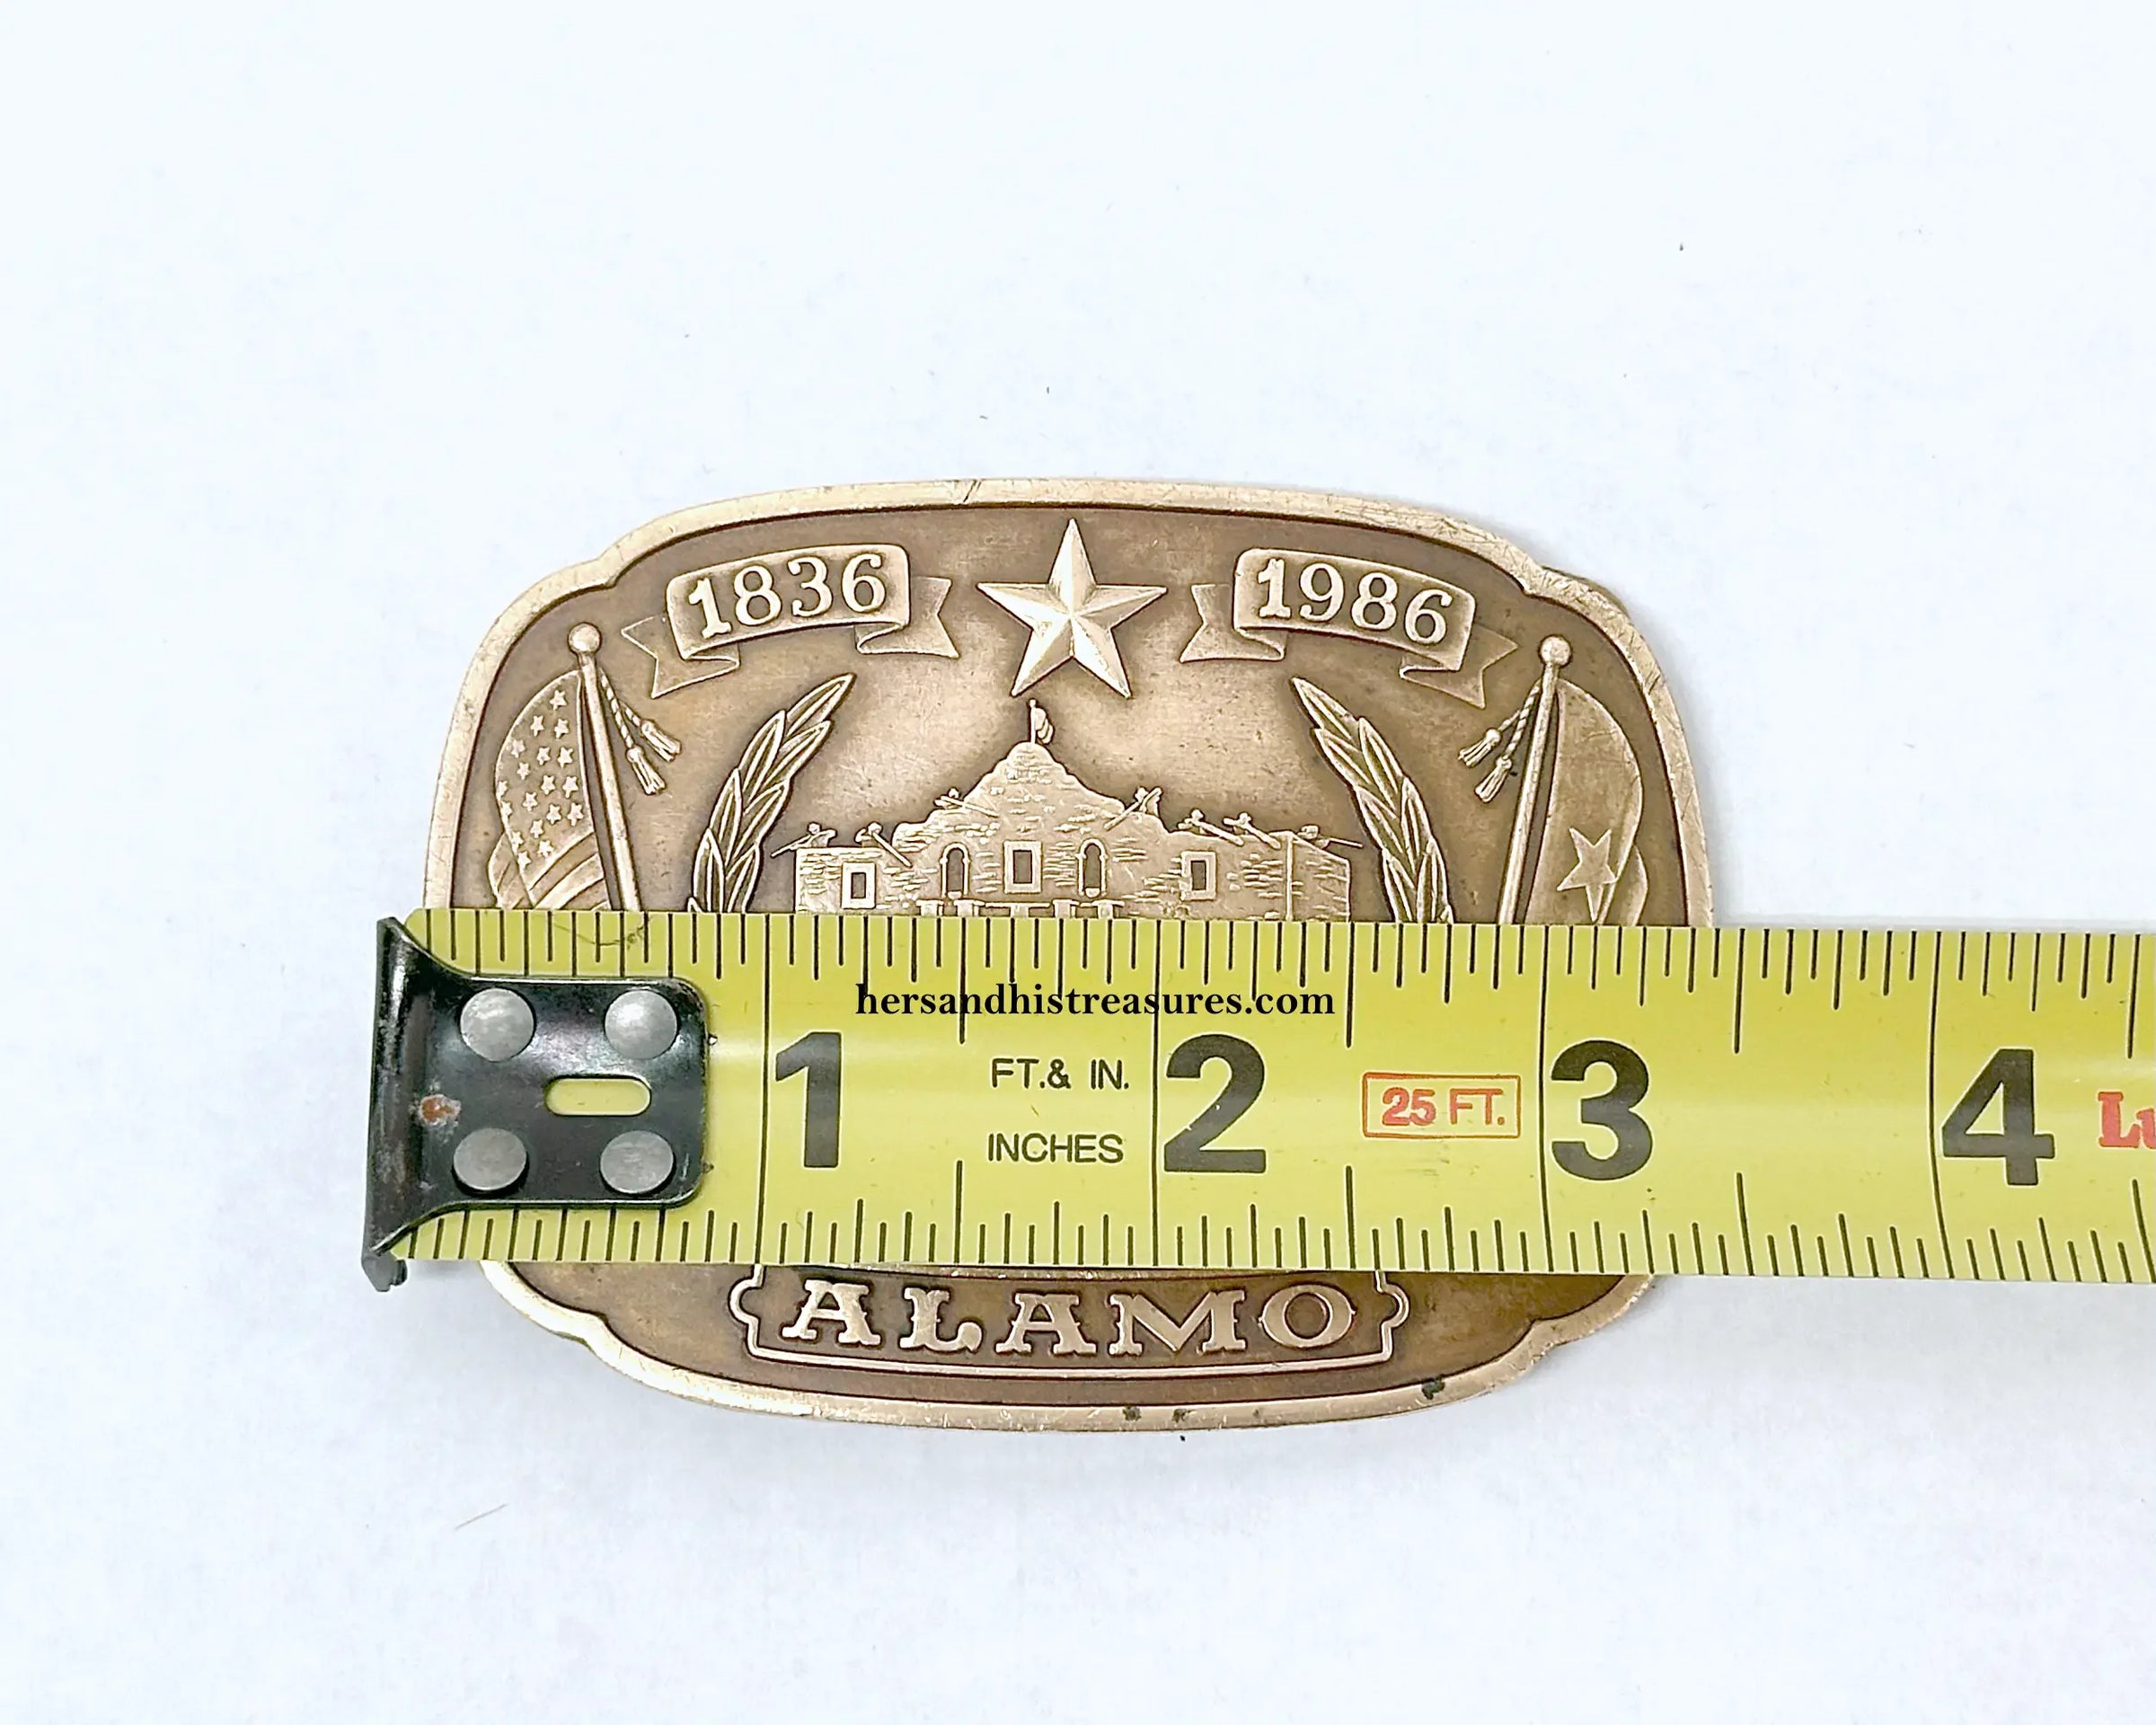 1836 1986
hersandhistreasures.com
1 FT.& IN. 2 25 FT. 3 4
INCHES
ALAMO